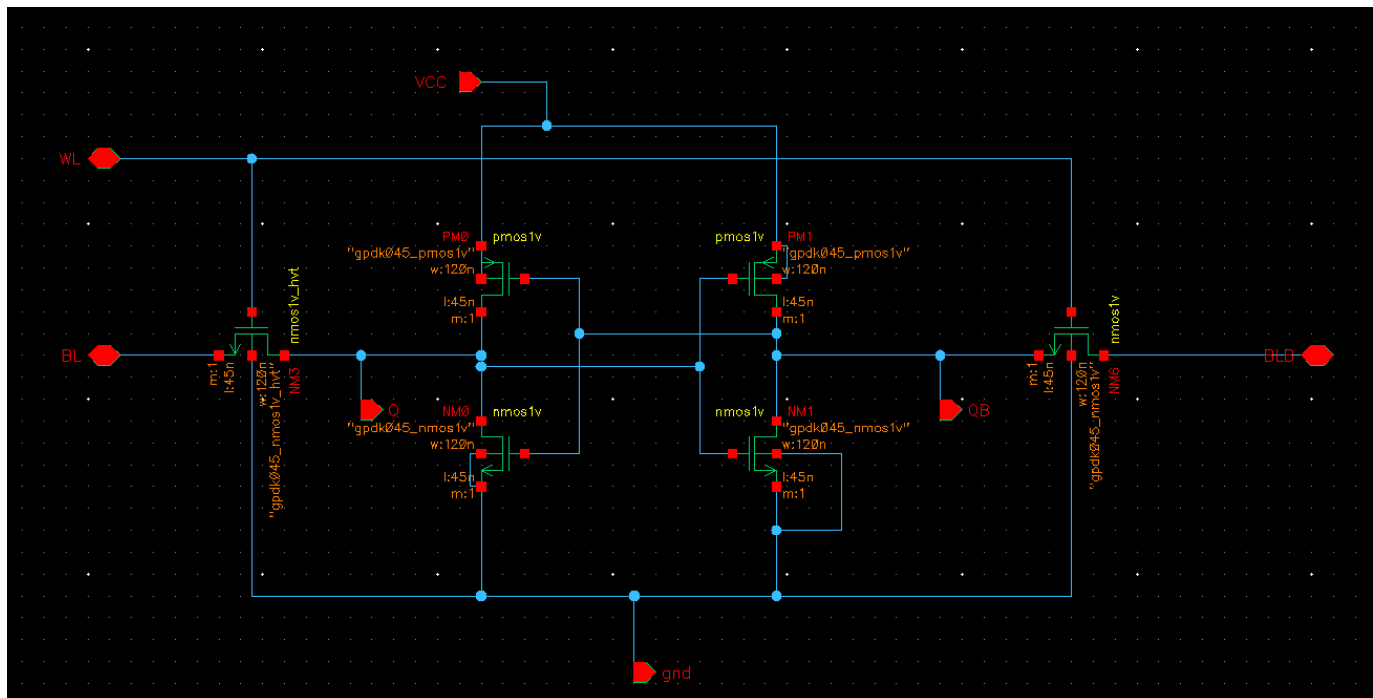 VCC
WL
PM0 pmos1v
"gpdk045_pmos1v"
w:120n
l:45n
m:1
pmos1v PM1
"gpdk045_pmos1v"
w:120n
l:45n
m:1
BL
nmos1v_hvt
NM3
m:1
l:45n
w:120n
"gpdk045_nmos1v_hvt"
Q
NM0 nmos1v
"gpdk045_nmos1v"
w:120n
l:45n
m:1
nmos1v NM1
"gpdk045_nmos1v"
w:120n
l:45n
m:1
QB
nmos1v
NM6
m:1
l:45n
w:120n
"gpdk045_nmos1v"
gnd